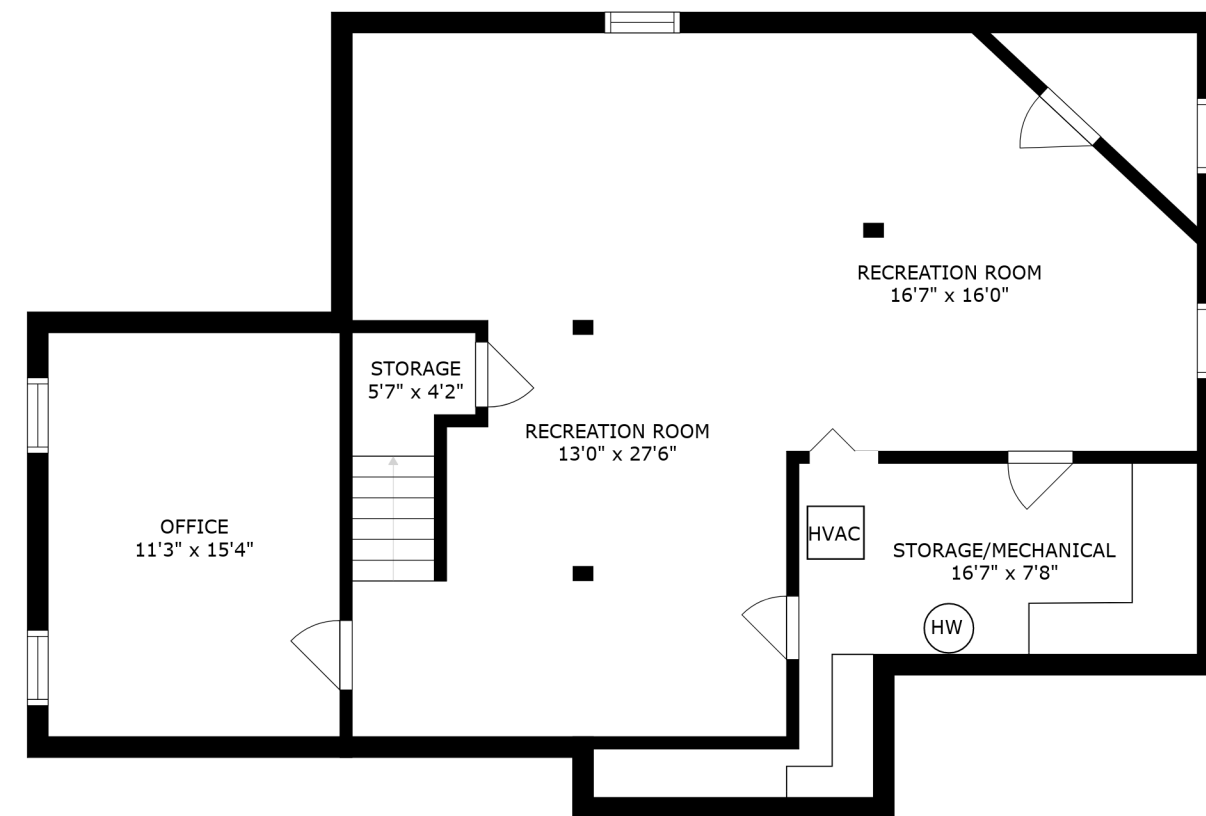 RECREATION ROOM
16'7" x 16'0"
STORAGE
5'7" x 4'2"
RECREATION ROOM
13'0" x 27'6"
OFFICE
11'3" x 15'4"
HVAC
STORAGE/MECHANICAL
16'7" x 7'8"
HW